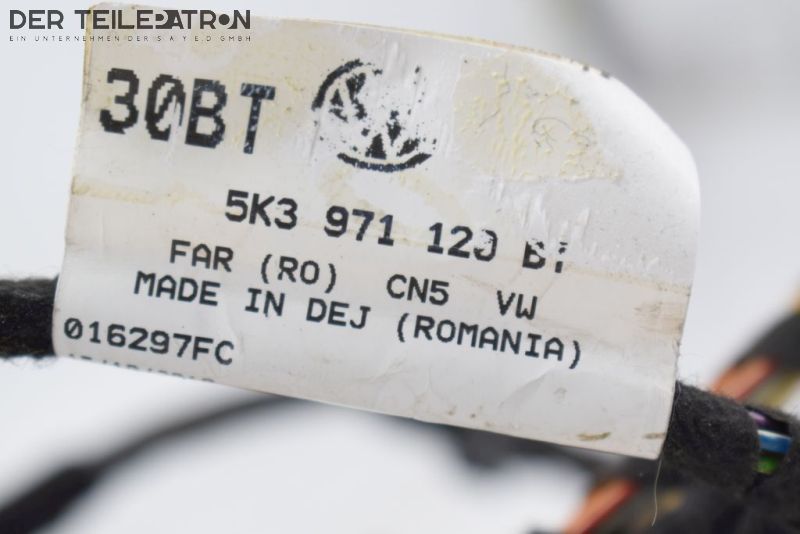 DER TEILEPATRON
EIN UNTERNEHMEN DER S A Y E.D GMBH
30BT
5K3 971 120 BT
FAR (RO) CN5 VW
MADE IN DEJ (ROMANIA)
016297FC